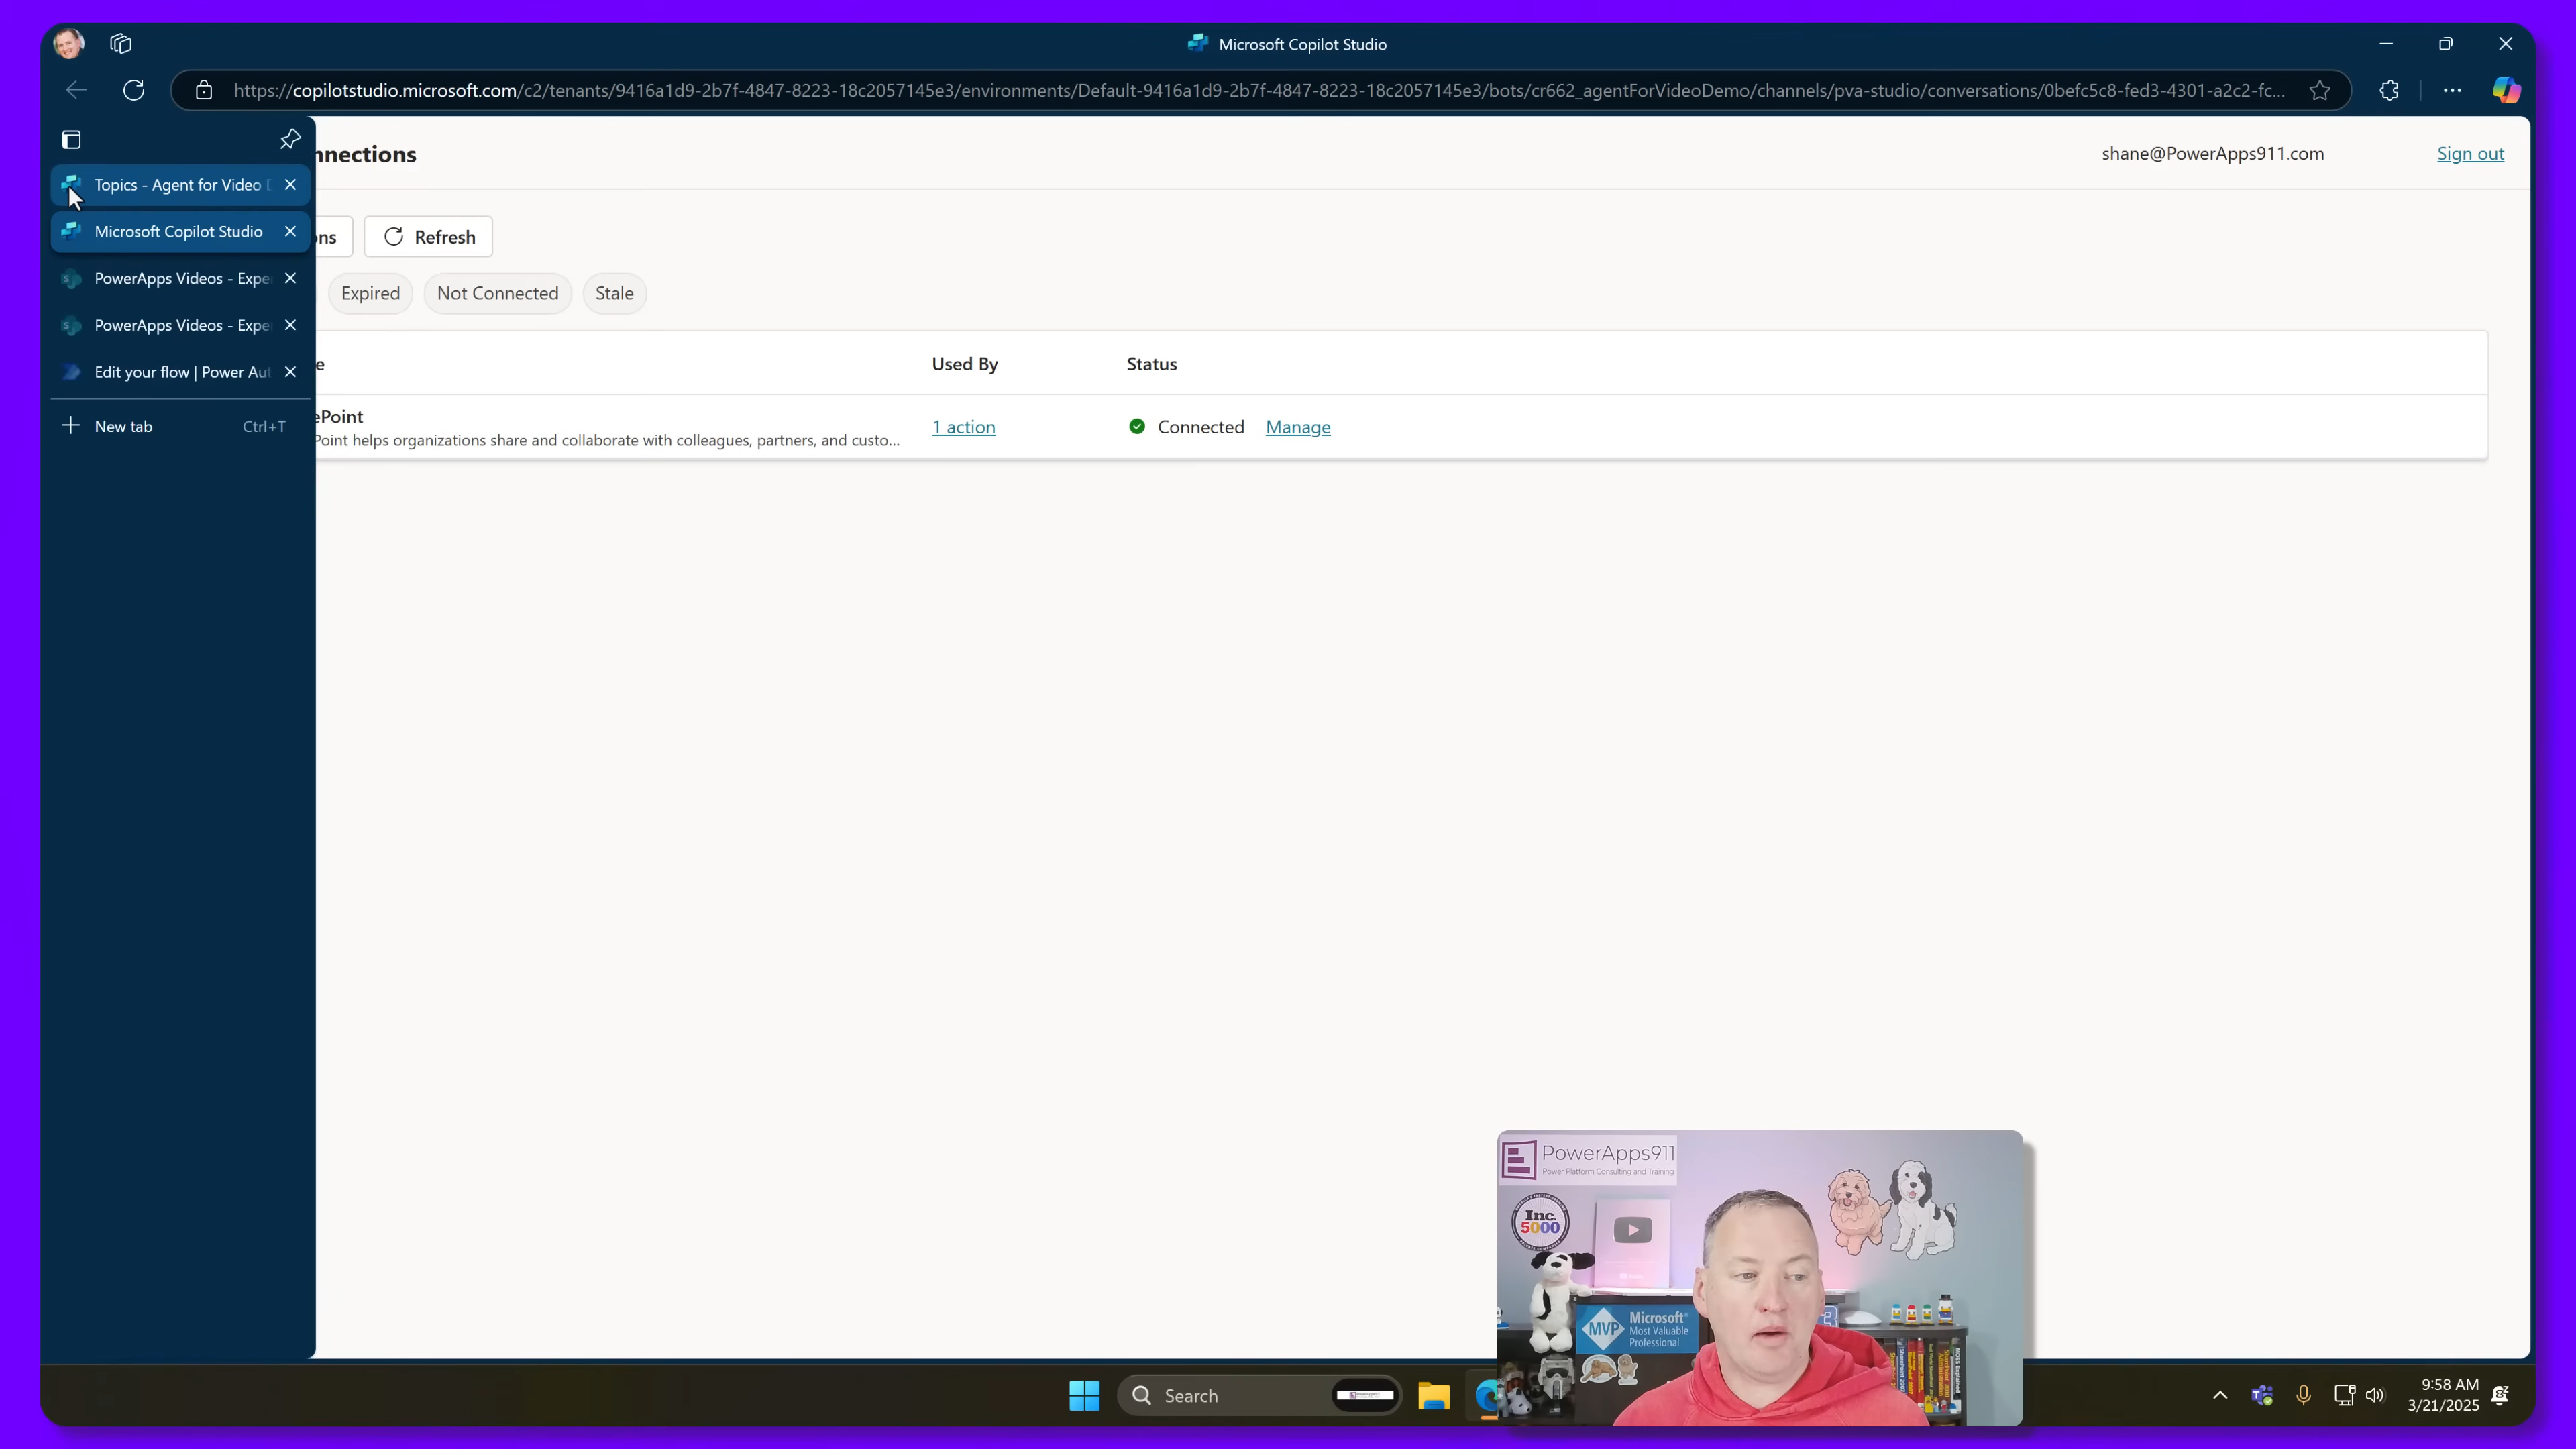 Microsoft Copilot Studio
https://copilotstudio.microsoft.com/c2/tenants/9416a1d9-2b7f-4847-8223-18c2057145e3/environments/Default-9416a1d9-2b7f-4847-8223-18c2057145e3/bots/cr662_agentForVideoDemo/channels/pva-studio/conversations/0befc5c8-fed3-4301-a2c2-fc...
nnections
shane@PowerApps911.com
Sign out
Topics - Agent for Video D
Microsoft Copilot Studio
PowerApps Videos - Expe
PowerApps Videos - Expe
Edit your flow | Power Aut
New tab Ctrl+T
ons
Refresh
Expired
Not Connected
Stale
e
Used By
Status
ePoint
Point helps organizations share and collaborate with colleagues, partners, and custo...
1 action
Connected
Manage
PowerApps911
Power Platform Consulting and Training
Inc.
5000
MVP
Microsoft
Most Valuable
Professional
Search
9:58 AM
3/21/2025